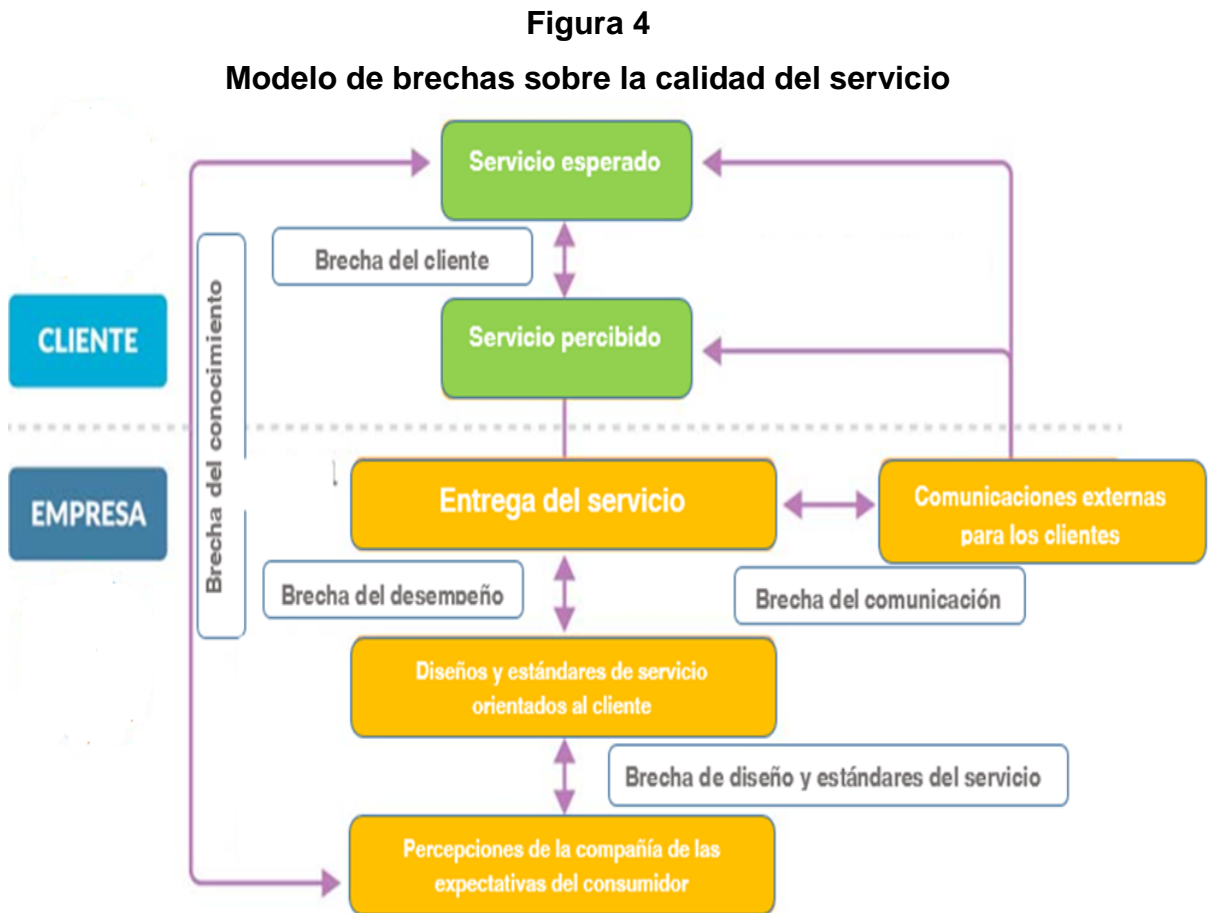 Figura 4
Modelo de brechas sobre la calidad del servicio
Servicio esperado
Brecha del cliente
Servicio percibido
CLIENTE
Brecha del conocimiento
EMPRESA
Entrega del servicio
Comunicaciones externas
para los clientes
Brecha del desempeño
Brecha del comunicación
Diseños y estándares de servicio
orientados al cliente
Brecha de diseño y estándares del servicio
Percepciones de la compañía de las
expectativas del consumidor